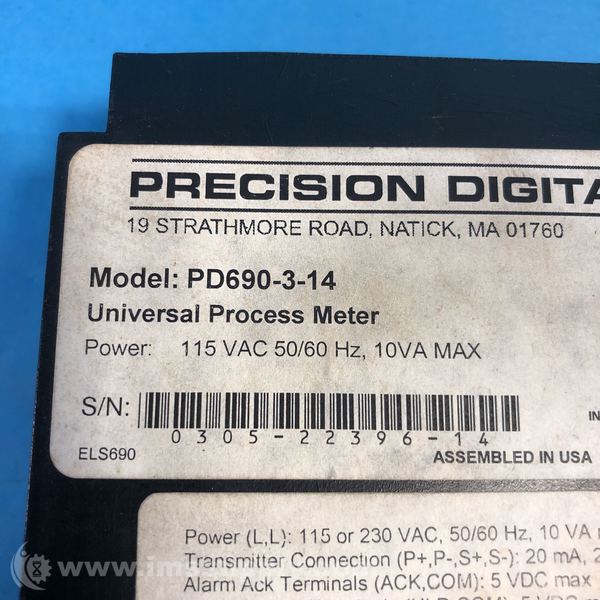 PRECISION DIGITA
19 STRATHMORE ROAD, NATICK, MA 01760
Model: PD690-3-14
Universal Process Meter
Power: 115 VAC 50/60 Hz, 10VA MAX
S/N:
0305-22396-14
IN
ELS690
ASSEMBLED IN USA
Power (L,L): 115 or 230 VAC, 50/60 Hz, 10 VA
Transmitter Connection (P+,P-,S+,S-): 20 mA, 2
Alarm Ack Terminals (ACK,COM): 5 VDC max